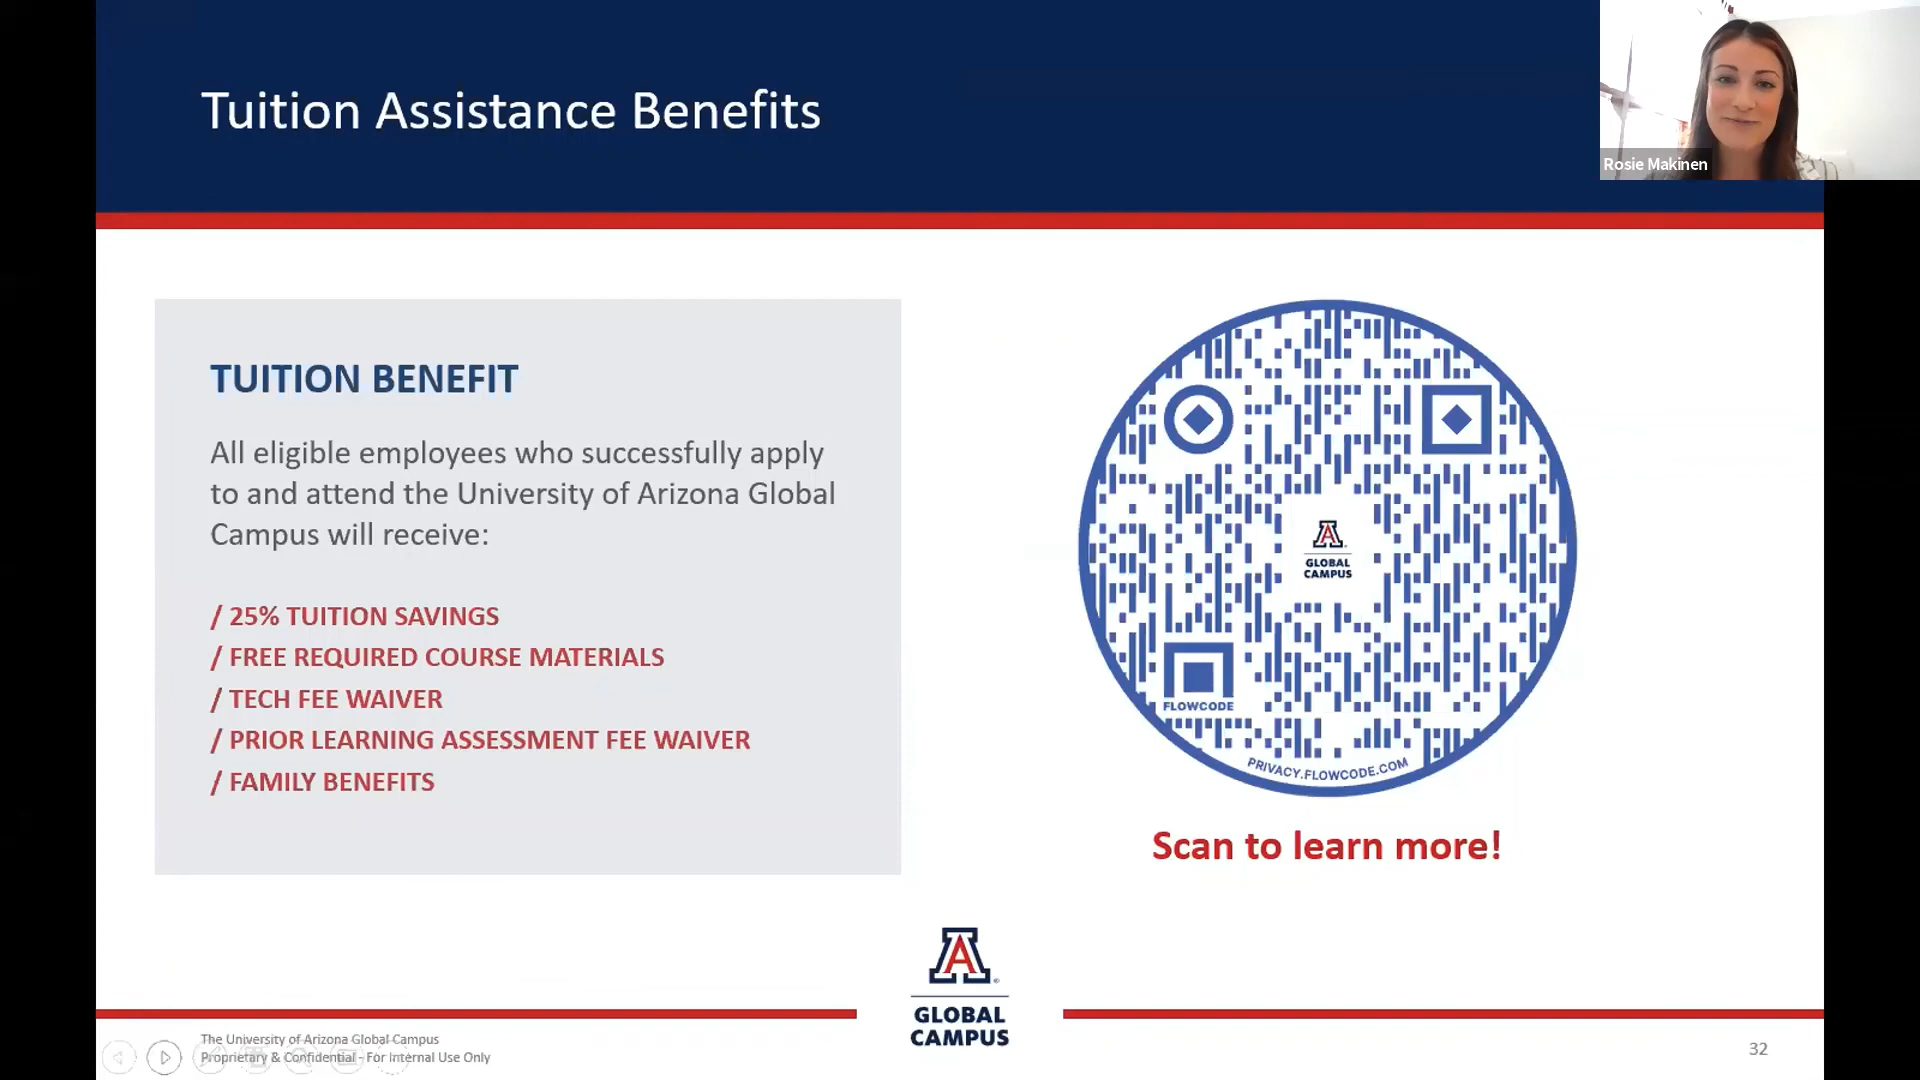 Tuition Assistance Benefits
Rosie Makinen
TUITION BENEFIT
All eligible employees who successfully apply
to and attend the University of Arizona Global
Campus will receive:
/ 25% TUITION SAVINGS
/ FREE REQUIRED COURSE MATERIALS
/ TECH FEE WAIVER
/ PRIOR LEARNING ASSESSMENT FEE WAIVER
/ FAMILY BENEFITS
A
GLOBAL
CAMPUS
FLOWCODE
PRIVACY.FLOWCODE.COM
Scan to learn more!
A
GLOBAL
CAMPUS
The University of Arizona Global Campus
Proprietary & Confidential - For Internal Use Only
32